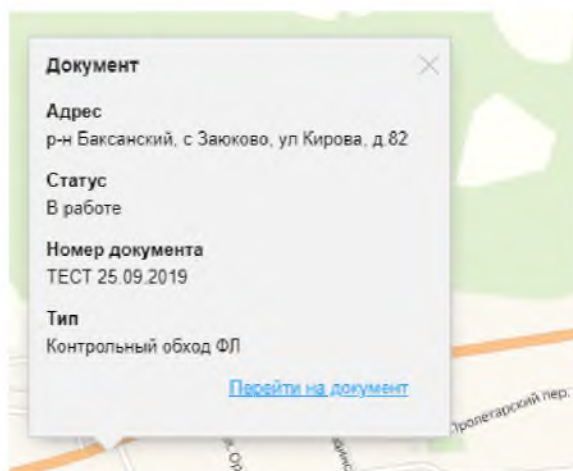 Документ
Адрес
р-н Баксанский, с Заюково, ул Кирова, д.82
Статус
В работе
Номер документа
ТЕСТ 25.09.2019
Тип
Контрольный обход ФЛ
Перейти на документ
Пролетарский пер.